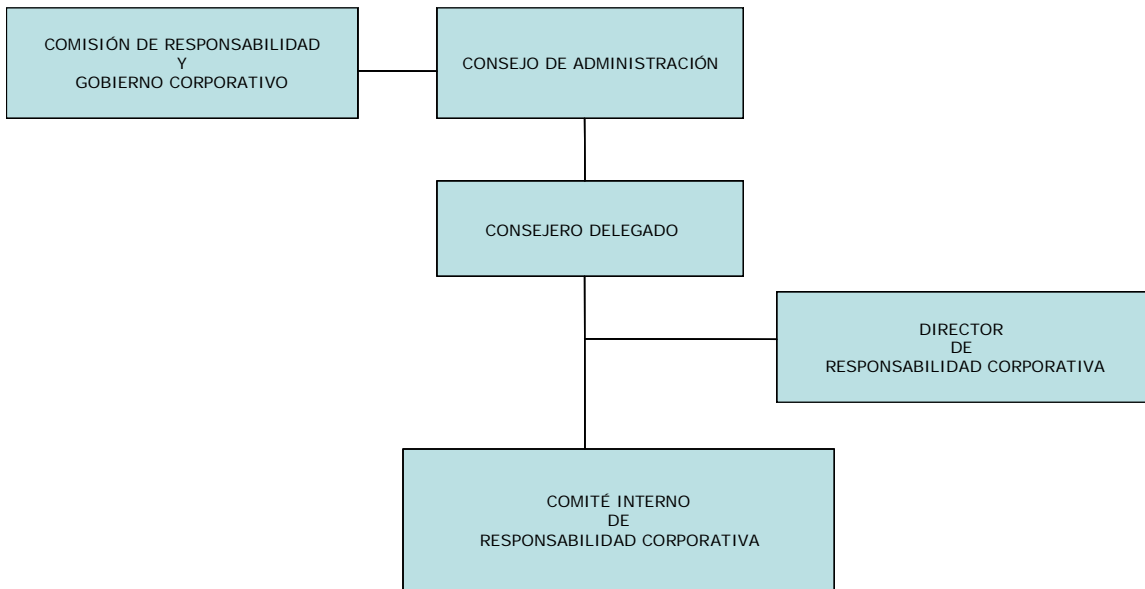 COMISIÓN DE RESPONSABILIDAD
Y
GOBIERNO CORPORATIVO
CONSEJO DE ADMINISTRACIÓN
CONSEJERO DELEGADO
DIRECTOR
DE
RESPONSABILIDAD CORPORATIVA
COMITÉ INTERNO
DE
RESPONSABILIDAD CORPORATIVA